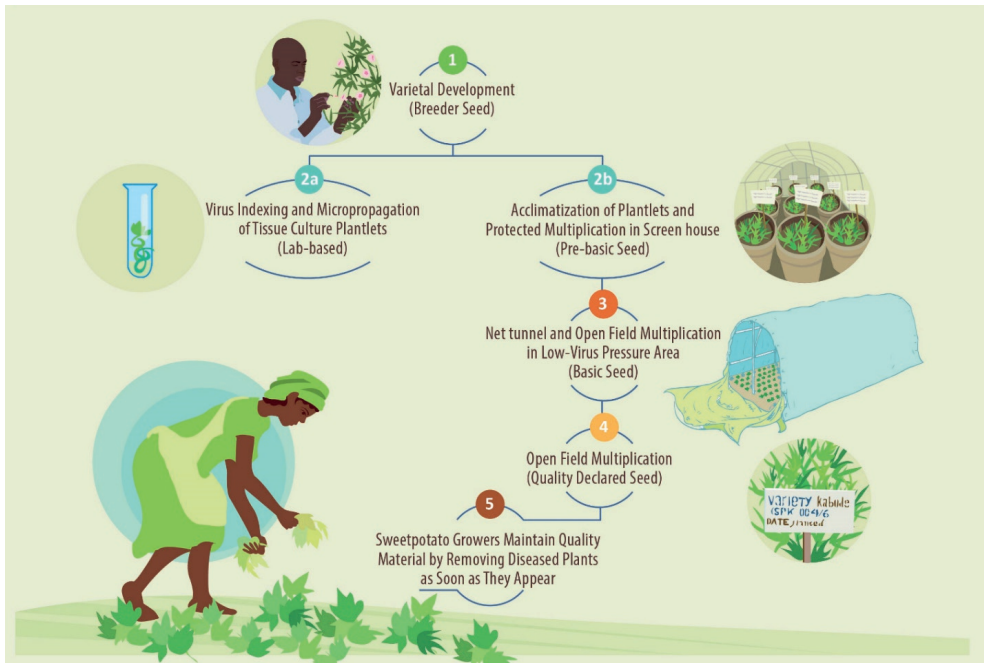 1
Varietal Development
(Breeder Seed)
2a
Virus Indexing and Micropropagation
of Tissue Culture Plantlets
(Lab-based)
2b
Acclimatization of Plantlets and
Protected Multiplication in Screen house
(Pre-basic Seed)
3
Net tunnel and Open Field Multiplication
in Low-Virus Pressure Area
(Basic Seed)
4
Open Field Multiplication
(Quality Declared Seed)
VARIETY Kabode
DATE
5
Sweetpotato Growers Maintain Quality
Material by Removing Diseased Plants
as Soon as They Appear